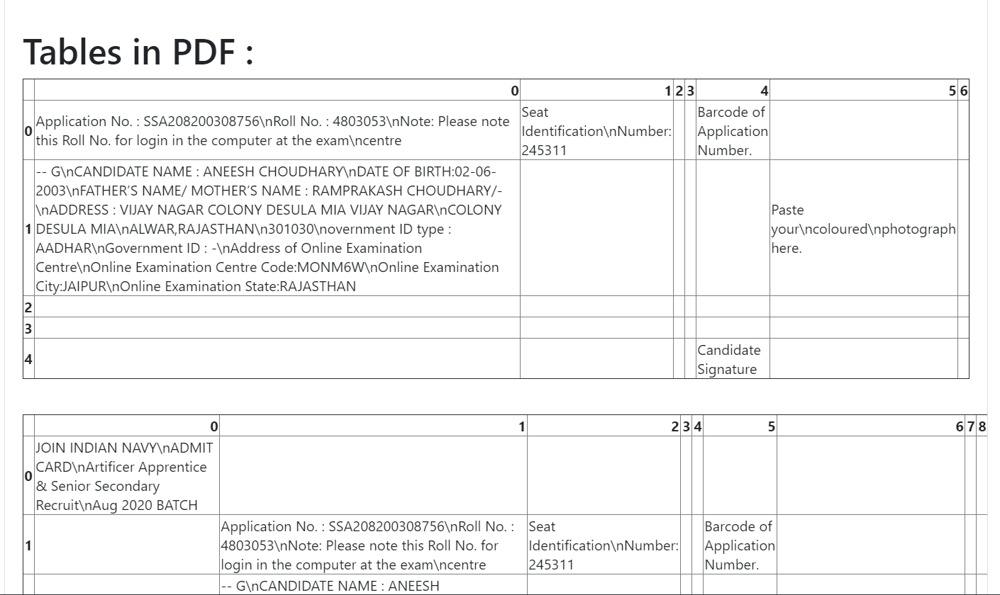 Tables in PDF :
0 1 2 3 4 5 6
0 Application No. : SSA208200308756\nRoll No. : 4803053\nNote: Please note
this Roll No. for login in the computer at the exam\ncentre
Seat
Identification\nNumber:
245311
Barcode of
Application
Number.
1 -- G\nCANDIDATE NAME : ANEESH CHOUDHARY\nDATE OF BIRTH:02-06-
2003\nFATHER’S NAME/ MOTHER’S NAME : RAMPRAKASH CHOUDHARY/-
\nADDRESS : VIJAY NAGAR COLONY DESULA MIA VIJAY NAGAR\nCOLONY
DESULA MIA\nALWAR,RAJASTHAN\n301030\novernment ID type :
AADHAR\nGovernment ID : -\nAddress of Online Examination
Centre\nOnline Examination Centre Code:MONM6W\nOnline Examination
City:JAIPUR\nOnline Examination State:RAJASTHAN
Paste
your\ncoloured\nphotograph
here.
2
3
4 Candidate
Signature
0 1 2 3 4 5 6 7 8
0 JOIN INDIAN NAVY\nADMIT
CARD\nArtificer Apprentice
& Senior Secondary
Recruit\nAug 2020 BATCH
1 Application No. : SSA208200308756\nRoll No. :
4803053\nNote: Please note this Roll No. for
login in the computer at the exam\ncentre
Seat
Identification\nNumber:
245311
Barcode of
Application
Number.
-- G\nCANDIDATE NAME : ANEESH